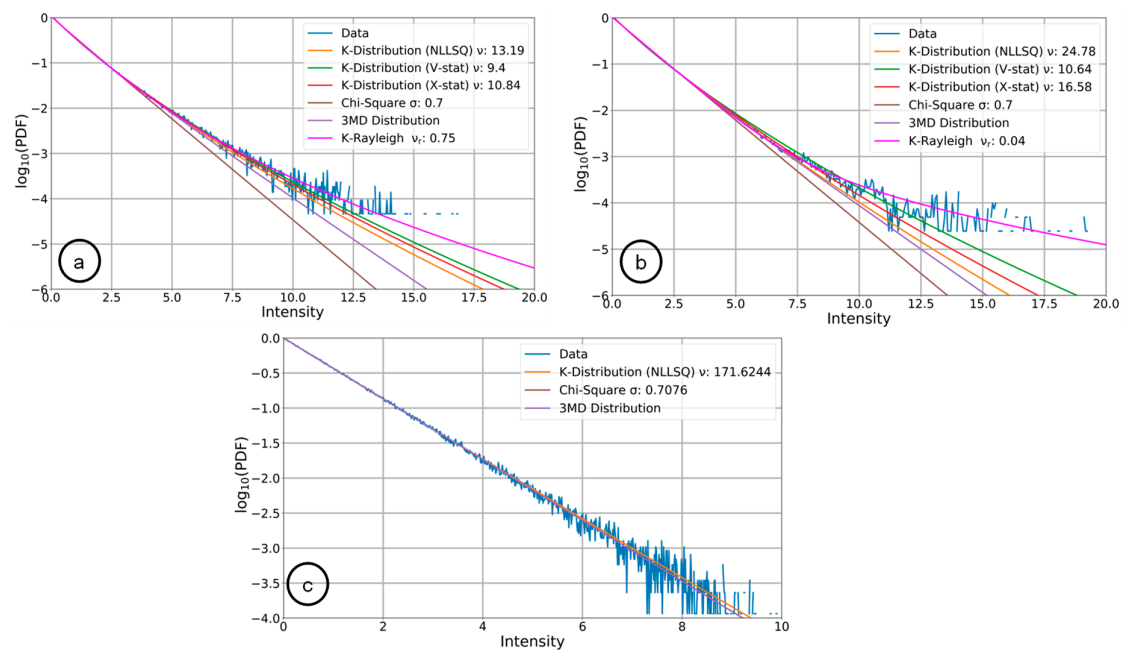 0
−1
−2
−3
−4
−5
−6
log10(PDF)
0.0 2.5 5.0 7.5 10.0 12.5 15.0 17.5 20.0
Intensity
Data
K-Distribution (NLLSQ) ν: 13.19
K-Distribution (V-stat) ν: 9.4
K-Distribution (X-stat) ν: 10.84
Chi-Square σ: 0.7
3MD Distribution
K-Rayleigh νr: 0.75
a
0
−1
−2
−3
−4
−5
−6
log10(PDF)
0.0 2.5 5.0 7.5 10.0 12.5 15.0 17.5 20.0
Intensity
Data
K-Distribution (NLLSQ) ν: 24.78
K-Distribution (V-stat) ν: 10.64
K-Distribution (X-stat) ν: 16.58
Chi-Square σ: 0.7
3MD Distribution
K-Rayleigh νr: 0.04
b
0.0
−0.5
−1.0
−1.5
−2.0
−2.5
−3.0
−3.5
−4.0
log10(PDF)
0 2 4 6 8 10
Intensity
Data
K-Distribution (NLLSQ) ν: 171.6244
Chi-Square σ: 0.7076
3MD Distribution
c